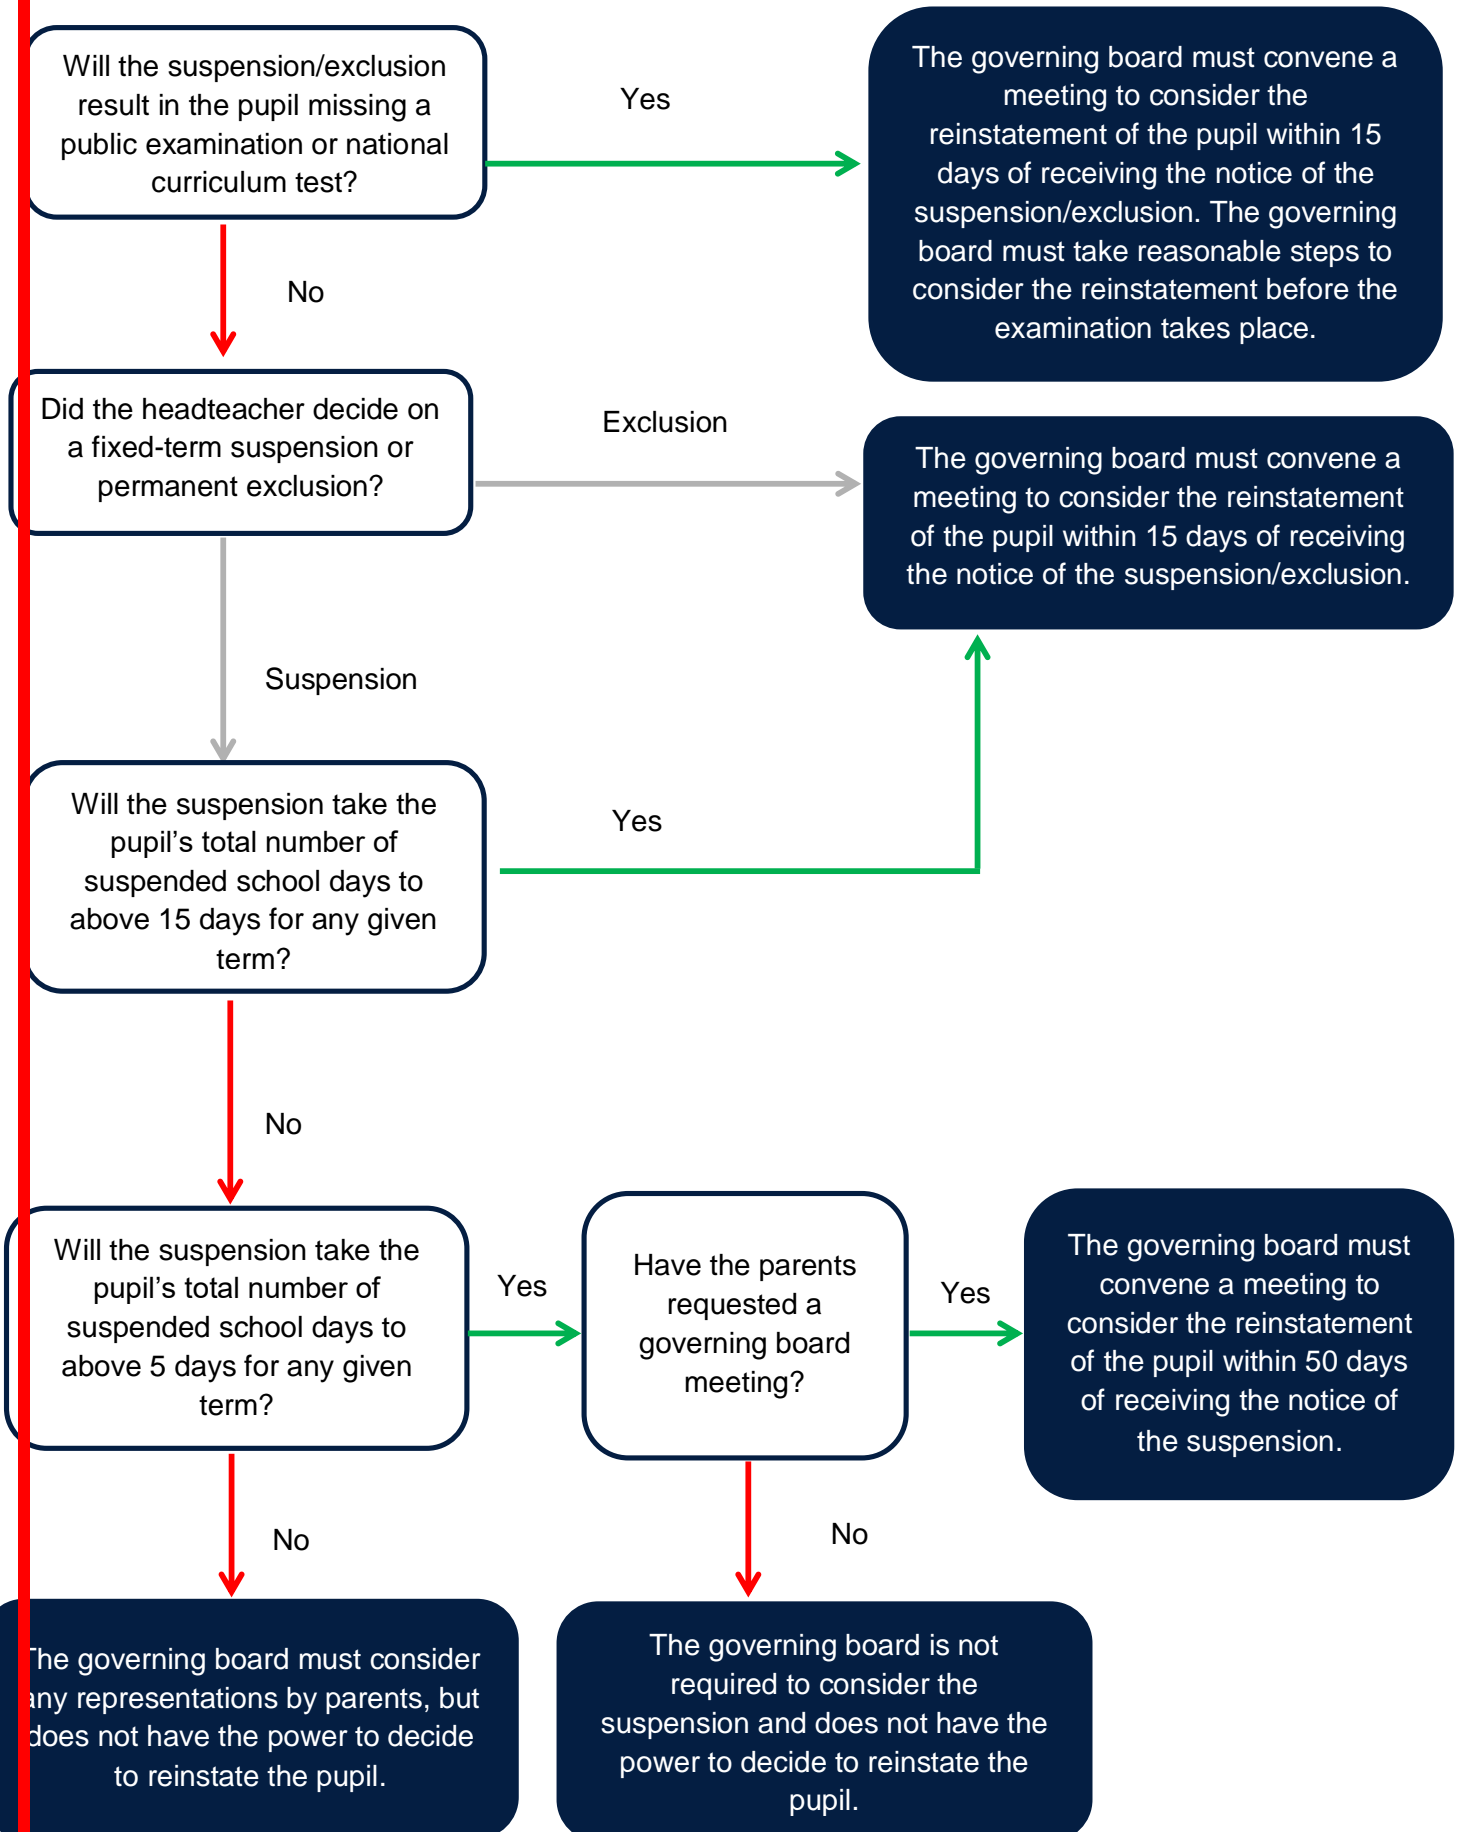 Will the suspension/exclusion
result in the pupil missing a
public examination or national
curriculum test?
Yes
The governing board must convene a
meeting to consider the
reinstatement of the pupil within 15
days of receiving the notice of the
suspension/exclusion. The governing
board must take reasonable steps to
consider the reinstatement before the
examination takes place.
No
Did the headteacher decide on
a fixed-term suspension or
permanent exclusion?
Exclusion
The governing board must convene a
meeting to consider the reinstatement
of the pupil within 15 days of receiving
the notice of the suspension/exclusion.
Suspension
Will the suspension take the
pupil’s total number of
suspended school days to
above 15 days for any given
term?
Yes
No
Will the suspension take the
pupil’s total number of
suspended school days to
above 5 days for any given
term?
Yes
Have the parents
requested a
governing board
meeting?
Yes
The governing board must
convene a meeting to
consider the reinstatement
of the pupil within 50 days
of receiving the notice of
the suspension.
No
No
The governing board must consider
any representations by parents, but
does not have the power to decide
to reinstate the pupil.
The governing board is not
required to consider the
suspension and does not have the
power to decide to reinstate the
pupil.